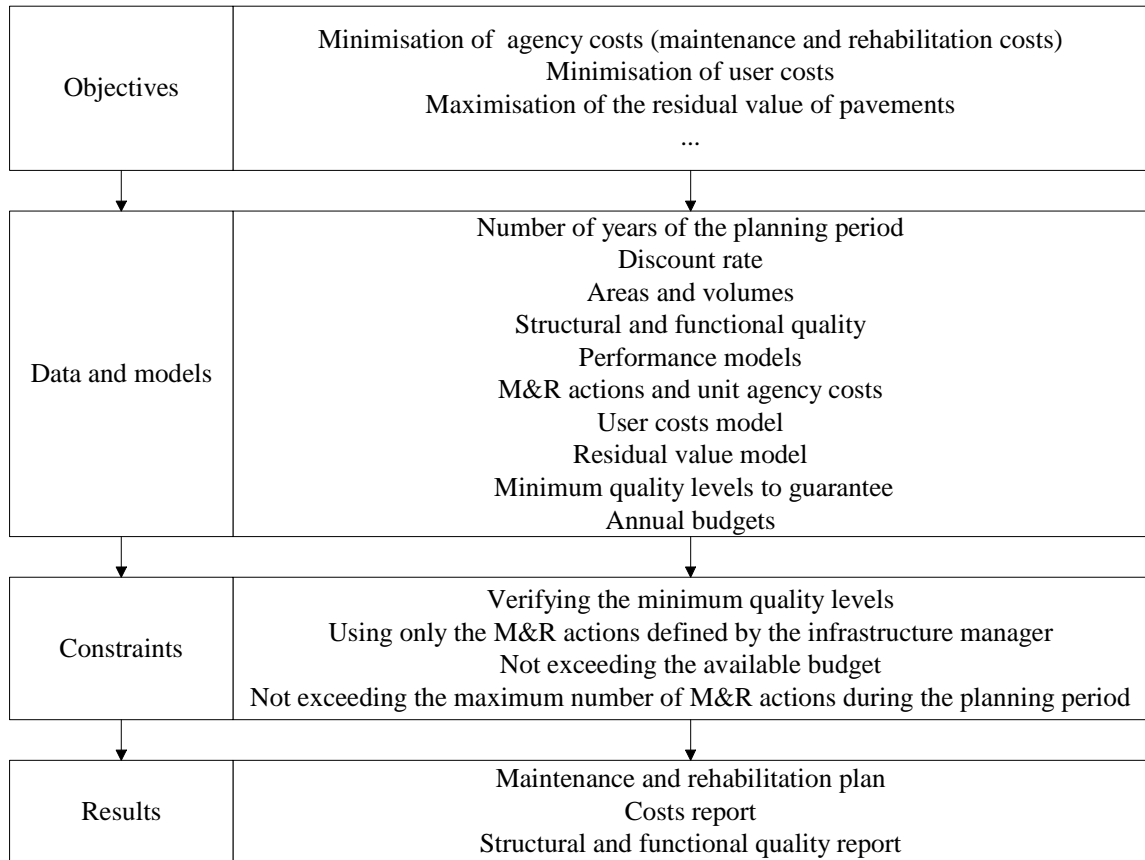 Objectives
Minimisation of agency costs (maintenance and rehabilitation costs)
Minimisation of user costs
Maximisation of the residual value of pavements
...
Data and models
Number of years of the planning period
Discount rate
Areas and volumes
Structural and functional quality
Performance models
M&R actions and unit agency costs
User costs model
Residual value model
Minimum quality levels to guarantee
Annual budgets
Constraints
Verifying the minimum quality levels
Using only the M&R actions defined by the infrastructure manager
Not exceeding the available budget
Not exceeding the maximum number of M&R actions during the planning period
Results
Maintenance and rehabilitation plan
Costs report
Structural and functional quality report